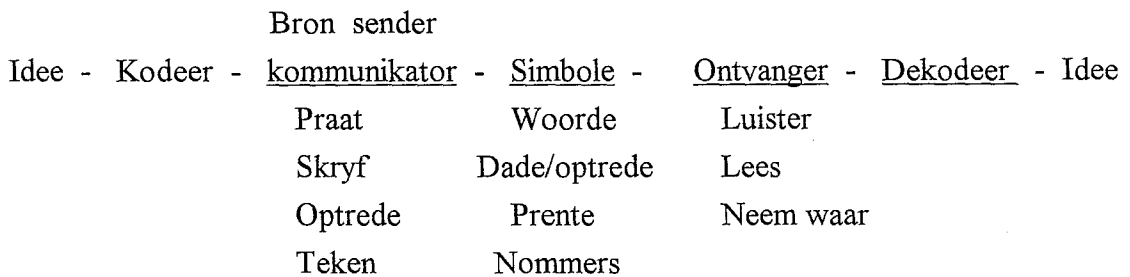 Bron sender
Idee - Kodeer - kommunikator - Simbole - Ontvanger - Dekodeer - Idee
Praat Woorde Luister
Skryf Dade/optrede Lees
Optrede Prente Neem waar
Teken Nommers